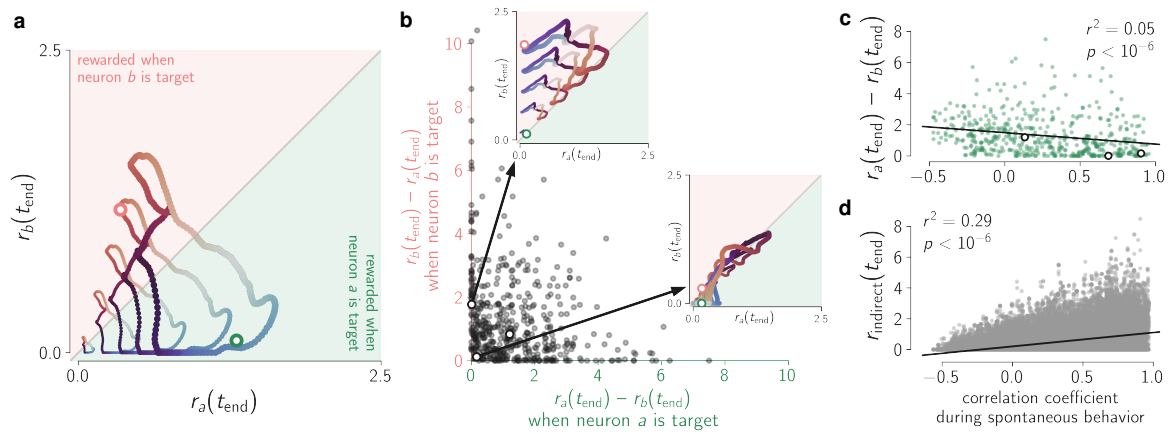 a
2.5
rewarded when
neuron b is target
rewarded when
neuron a is target
r_b(t_end)
0.0
0.0
2.5
r_a(t_end)
b
10
8
6
4
2
0
r_b(t_end) − r_a(t_end)
when neuron b is target
0
2
4
6
8
10
r_a(t_end) − r_b(t_end)
when neuron a is target
2.5
r_b(t_end)
0.0
0.0
r_a(t_end)
2.5
2.5
r_b(t_end)
0.0
0.0
r_a(t_end)
2.5
c
r² = 0.05
p < 10⁻⁶
8
6
4
2
0
r_a(t_end) − r_b(t_end)
−0.5
0.0
0.5
1.0
d
r² = 0.29
p < 10⁻⁶
8
6
4
2
0
r_indirect(t_end)
−0.5
0.0
0.5
1.0
correlation coefficient
during spontaneous behavior